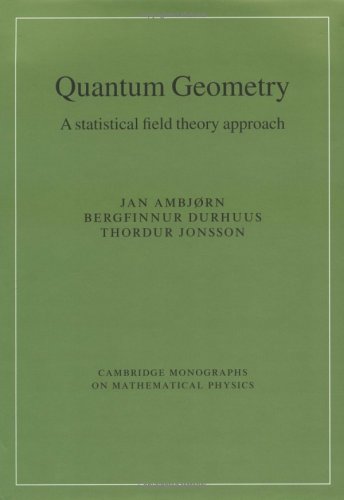 Quantum Geometry
A statistical field theory approach
JAN AMBJØRN
BERGFINNUR DURHUUS
THORDUR JONSSON
CAMBRIDGE MONOGRAPHS
ON MATHEMATICAL PHYSICS